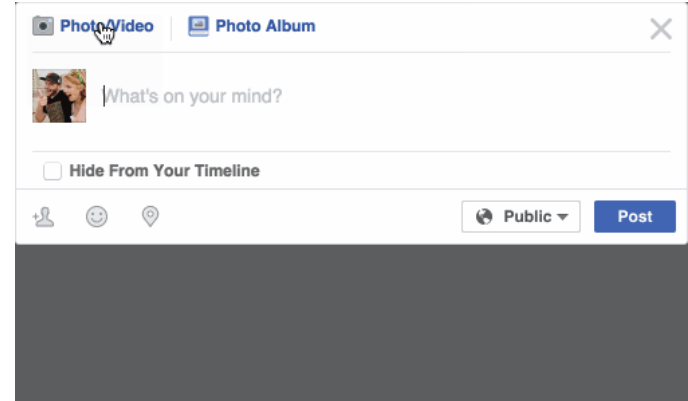 Photo/Video Photo Album
What's on your mind?
Hide From Your Timeline
Public Post